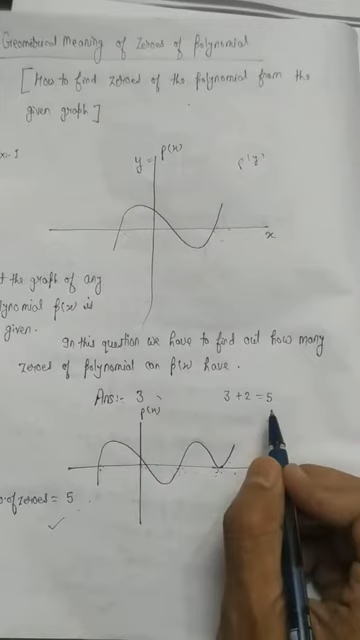 Geometrical Meaning of Zeroes of Polynomial
[How to find zeroes of the polynomial from the
given graph]
y = p(x)
p'y'
x
the graph of any
p(x) is
given.
In this question we have to find out how many
zeroes of polynomial can p(x) have.
Ans:- 3
3+2=5
p(x)
of zeroes = 5